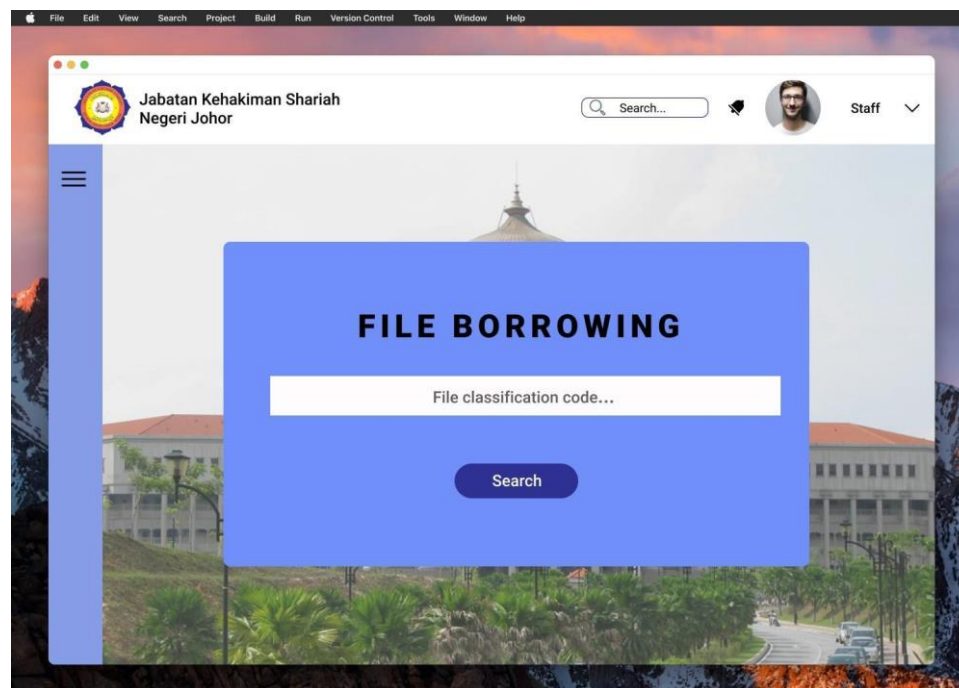 File Edit View Search Project Build Run Version Control Tools Window Help
Jabatan Kehakiman Shariah
Negeri Johor
Search...
Staff
FILE BORROWING
File classification code...
Search